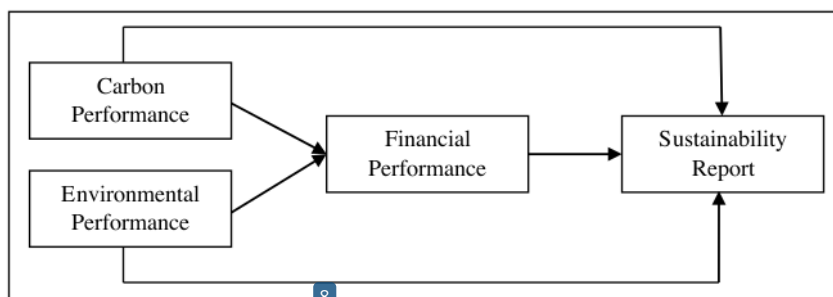 Carbon
Performance
Financial
Performance
Sustainability
Report
Environmental
Performance